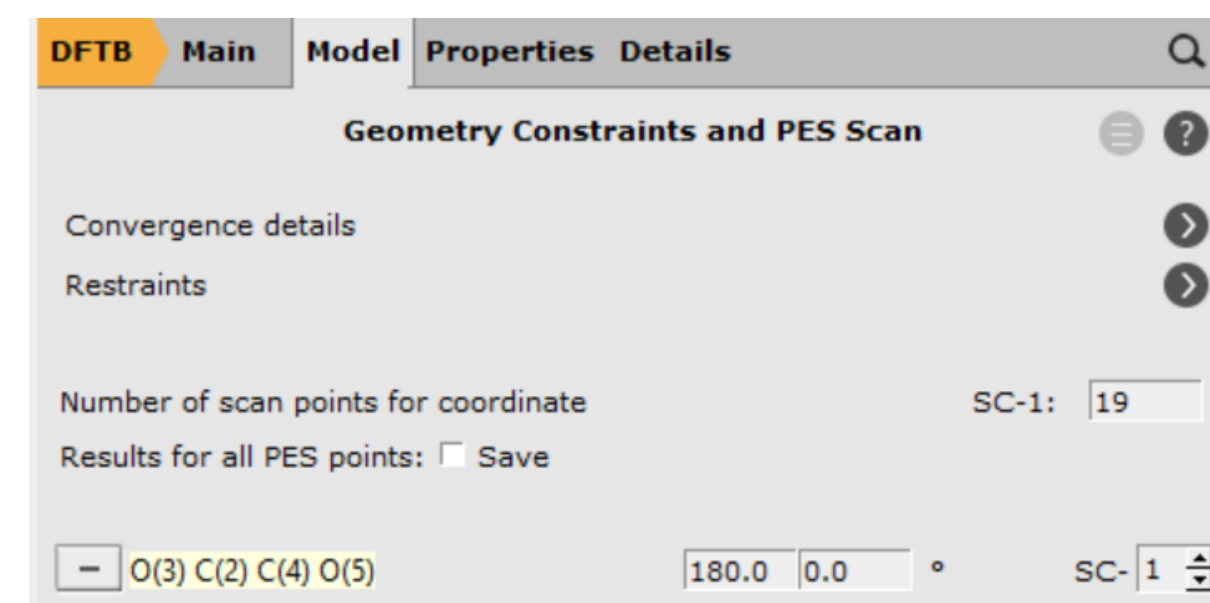 DFTB Main Model Properties Details
Geometry Constraints and PES Scan ?
Convergence details
Restraints
Number of scan points for coordinate SC-1: 19
Results for all PES points: Save
− O(3) C(2) C(4) O(5) 180.0 0.0 ° SC- 1